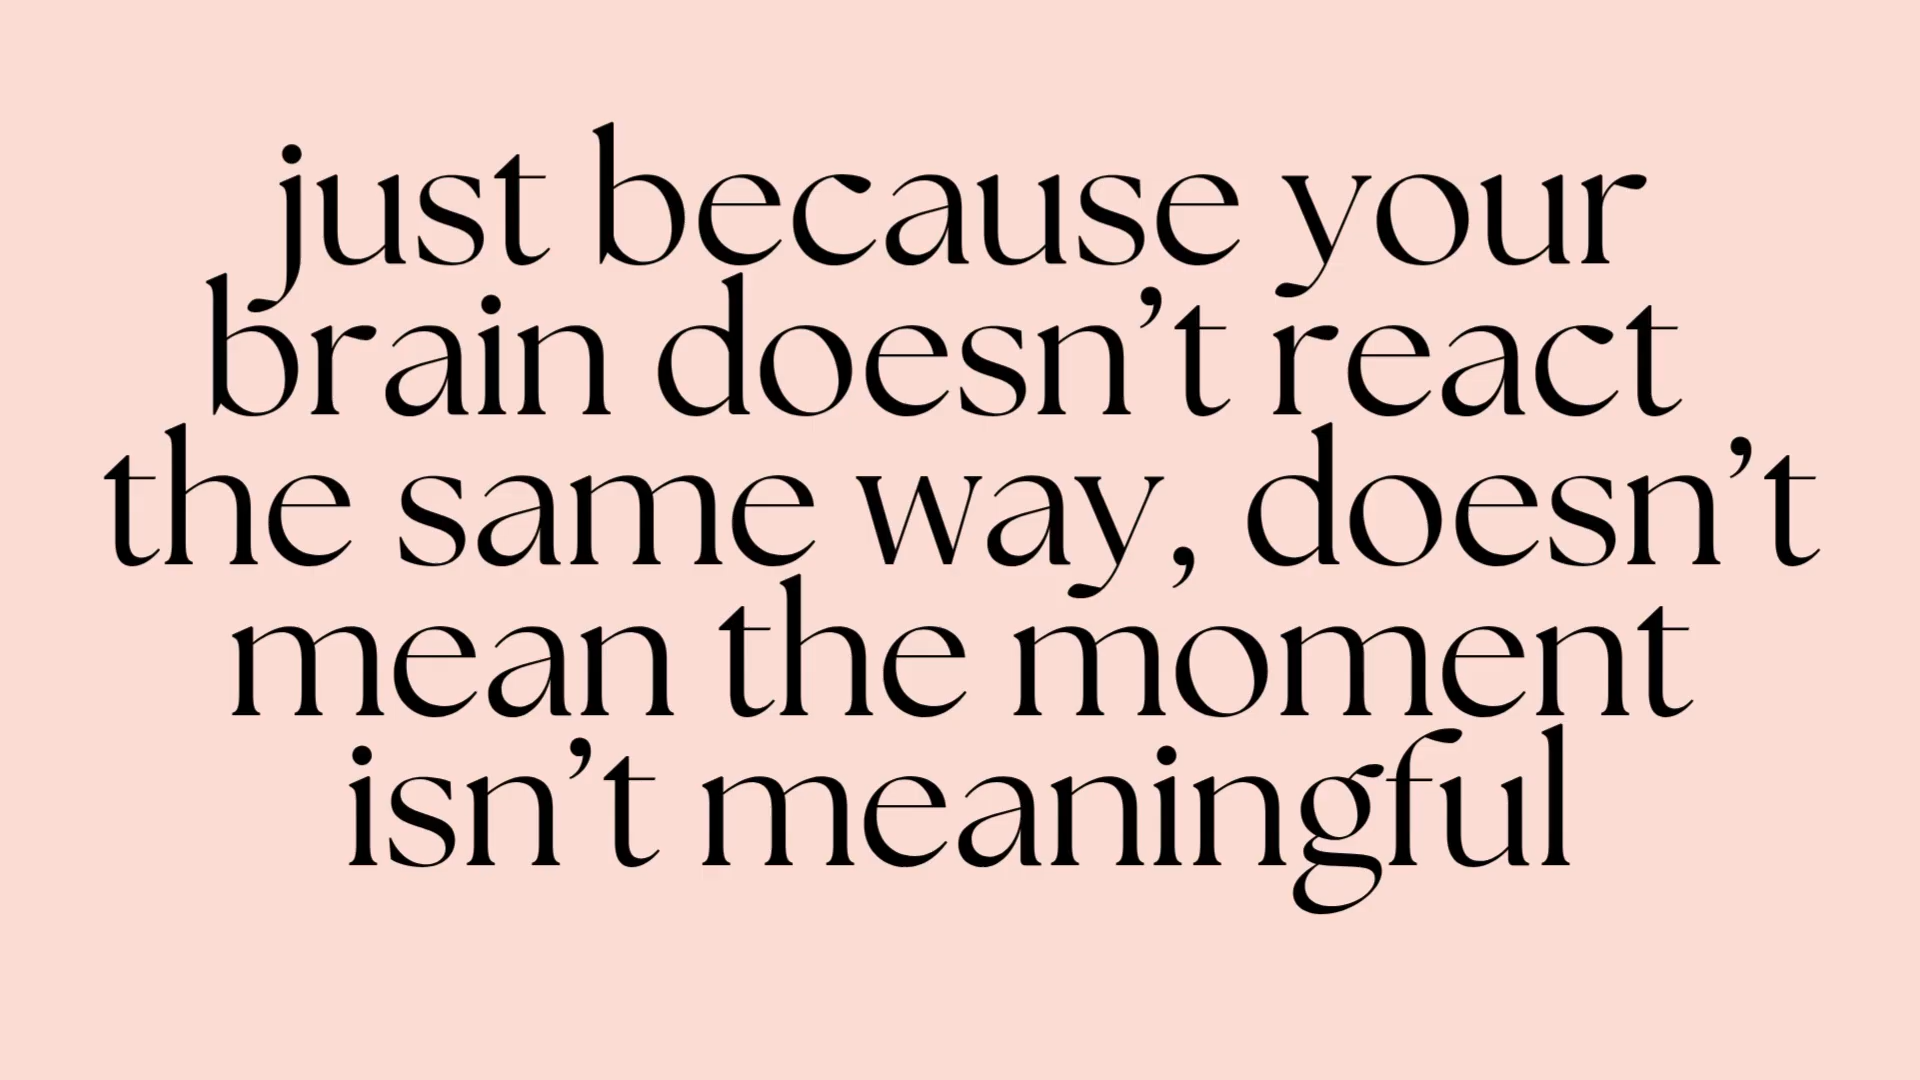 just because your
brain doesn’t react
the same way, doesn’t
mean the moment
isn’t meaningful